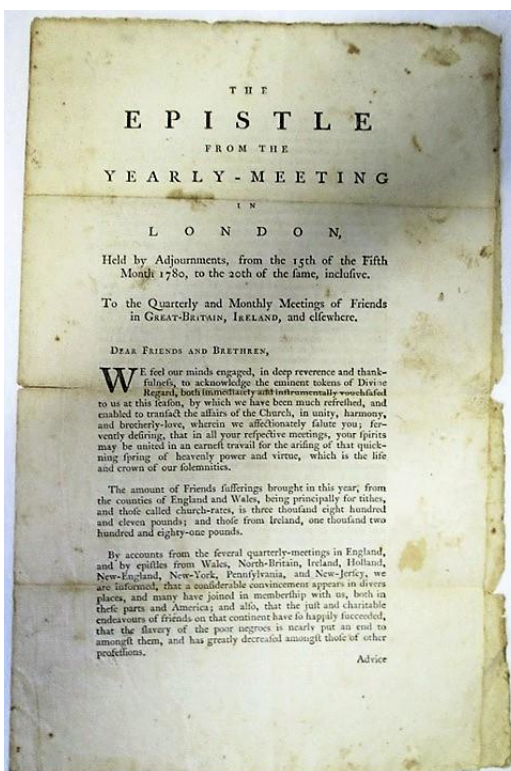 THE
EPISTLE
FROM THE
YEARLY-MEETING
IN
LONDON,
Held by Adjournments, from the 15th of the Fifth
Month 1780, to the 20th of the ſame, incluſive.
To the Quarterly and Monthly Meetings of Friends
in GREAT-BRITAIN, IRELAND, and elſewhere.
DEAR FRIENDS AND BRETHREN,
WE feel our minds engaged, in deep reverence and thank-
fulneſs, to acknowledge the eminent tokens of Divine
Regard, both immediately and inſtrumentally vouchſafed
to us at this ſeaſon, by which we have been much refreſhed, and
enabled to tranſact the affairs of the Church, in unity, harmony,
and brotherly-love, wherein we affectionately ſalute you; fer-
vently deſiring, that in all your reſpective meetings, your ſpirits
may be united in an earneſt travail for the ariſing of that quick-
ning ſpring of heavenly power and virtue, which is the life
and crown of our ſolemnities.
The amount of Friends ſufferings brought in this year, from
the counties of England and Wales, being principally for tithes,
and thoſe called church-rates, is three thouſand eight hundred
and eleven pounds; and thoſe from Ireland, one thouſand two
hundred and eighty-one pounds.
By accounts from the ſeveral quarterly-meetings in England,
and by epiſtles from Wales, North-Britain, Ireland, Holland,
New-England, New-York, Pennſylvania, and New-Jerſey, we
are informed, that a conſiderable convincement appears in divers
places, and many have joined in memberſhip with us, both in
theſe parts and America; and alſo, that the juſt and charitable
endeavours of friends on that continent have ſo happily ſucceeded,
that the ſlavery of the poor negroes is nearly put an end to
amongſt them, and has greatly decreaſed amongſt thoſe of other
profeſſions.
Advice